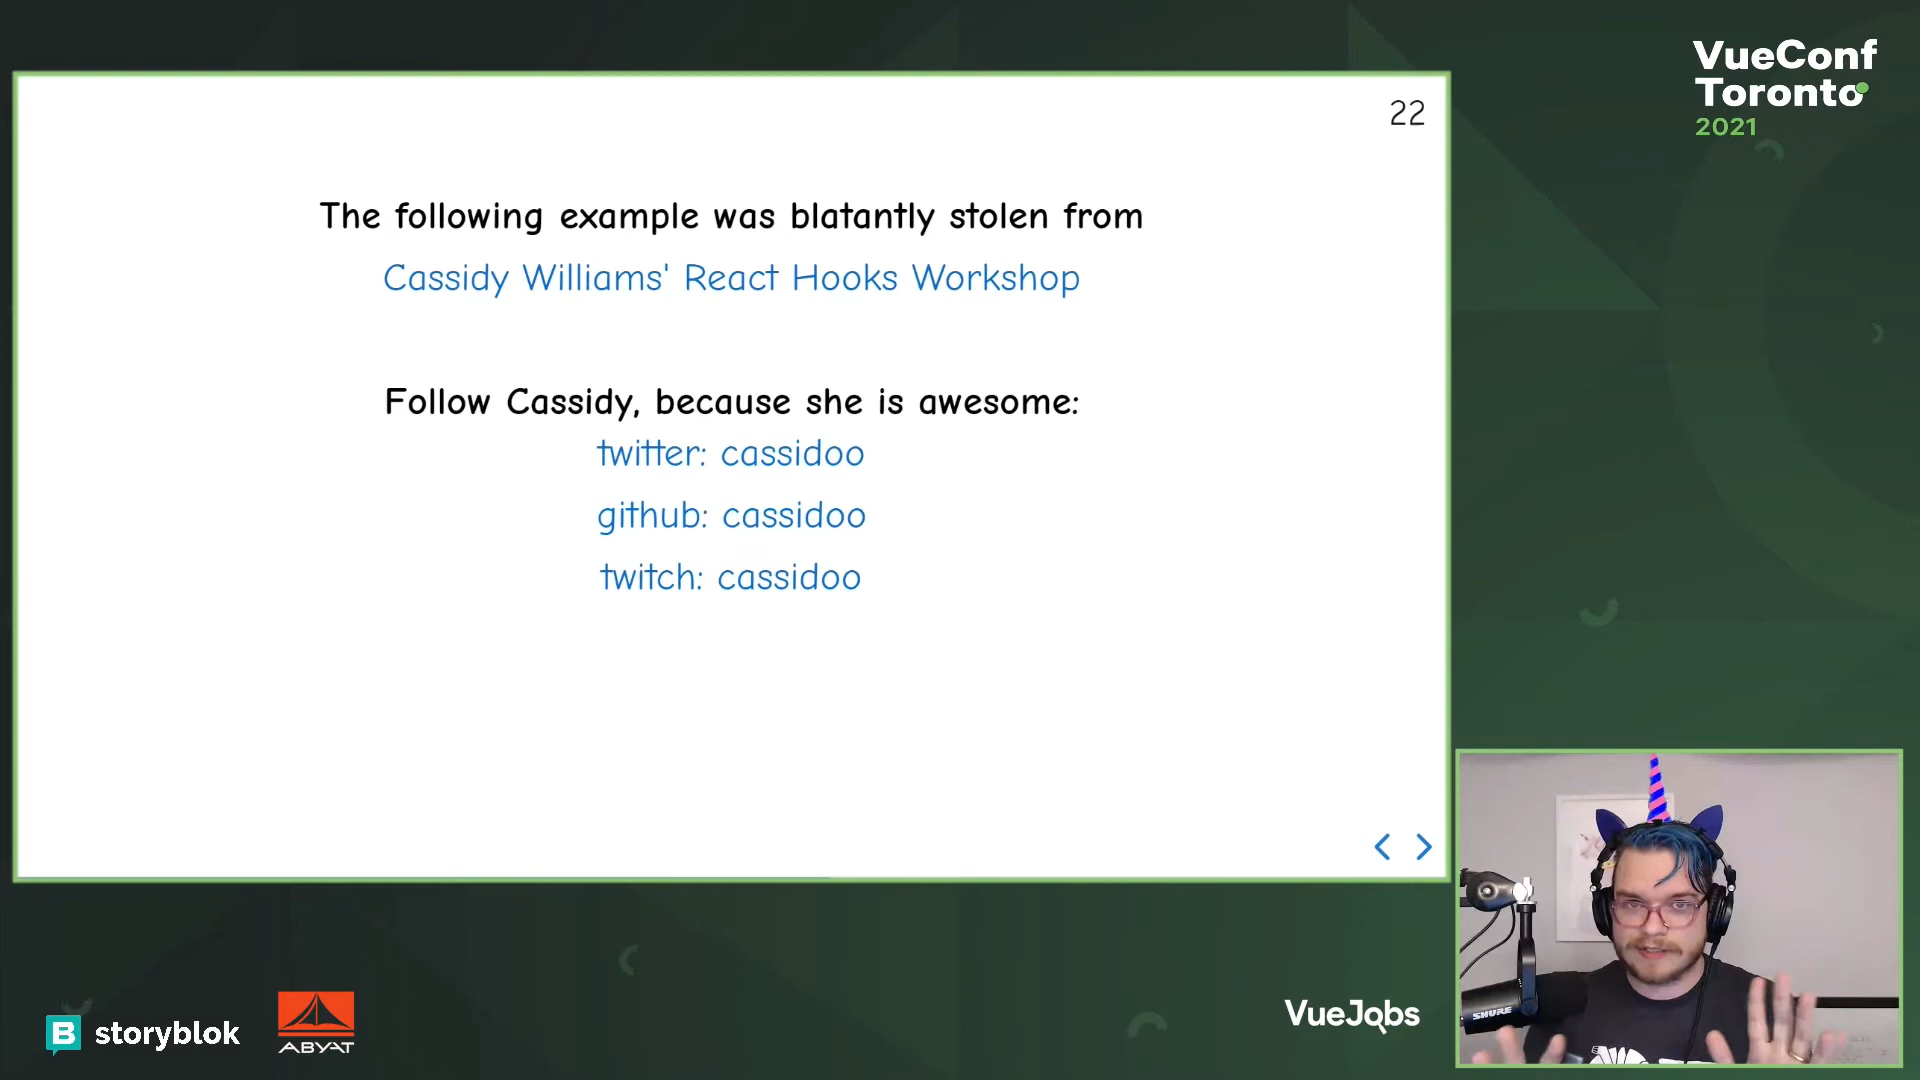 VueConf
Toronto
2021
22
The following example was blatantly stolen from
Cassidy Williams' React Hooks Workshop
Follow Cassidy, because she is awesome:
twitter: cassidoo
github: cassidoo
twitch: cassidoo
< >
B storyblok
ABYAT
VueJobs
SHURE